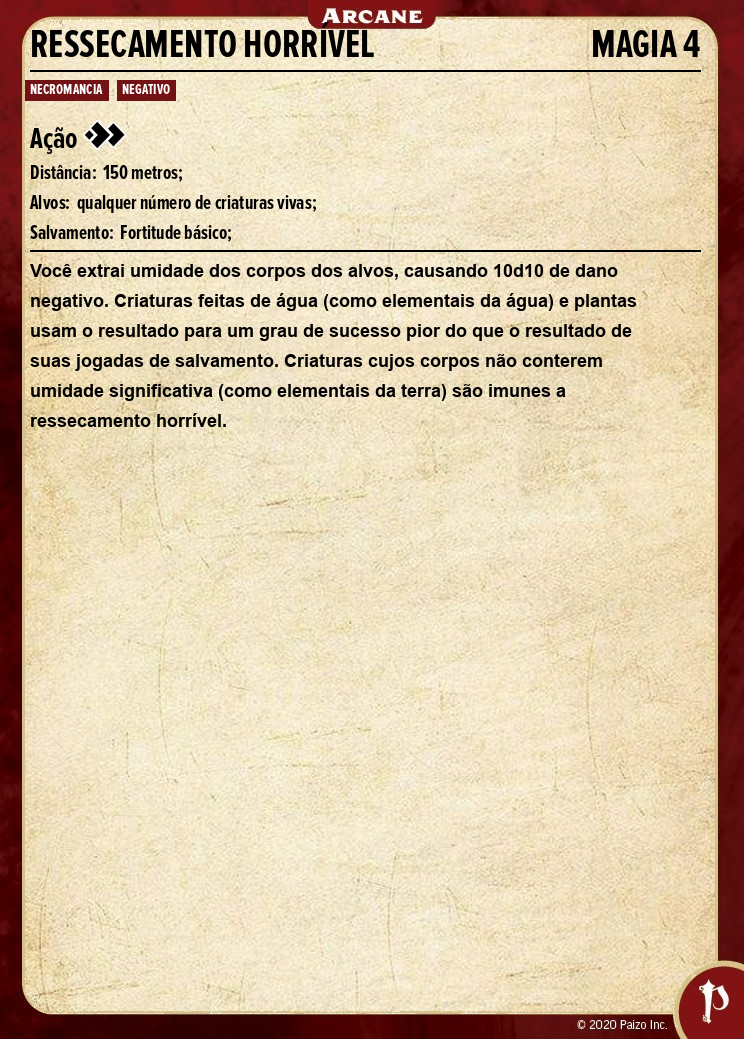 ARCANE
RESSECAMENTO HORRÍVEL MAGIA 4
NECROMANCIA NEGATIVO
Ação
Distância: 150 metros;
Alvos: qualquer número de criaturas vivas;
Salvamento: Fortitude básico;
Você extrai umidade dos corpos dos alvos, causando 10d10 de dano
negativo. Criaturas feitas de água (como elementais da água) e plantas
usam o resultado para um grau de sucesso pior do que o resultado de
suas jogadas de salvamento. Criaturas cujos corpos não conterem
umidade significativa (como elementais da terra) são imunes a
ressecamento horrível.
© 2020 Paizo Inc.